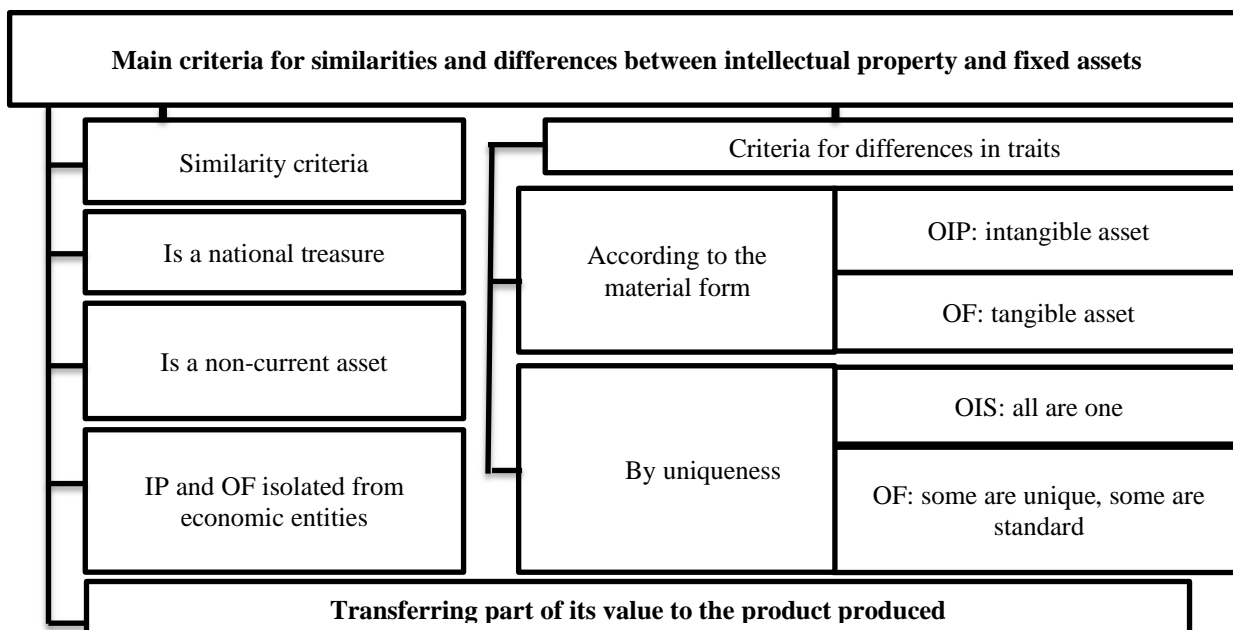 Main criteria for similarities and differences between intellectual property and fixed assets
Similarity criteria
Is a national treasure
Is a non-current asset
IP and OF isolated from
economic entities
Criteria for differences in traits
According to the
material form
OIP: intangible asset
OF: tangible asset
By uniqueness
OIS: all are one
OF: some are unique, some are
standard
Transferring part of its value to the product produced